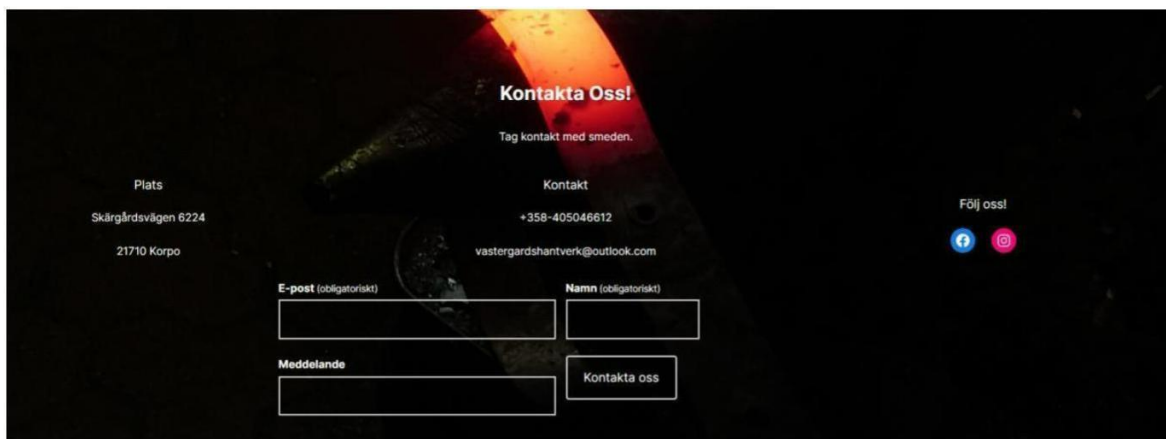 Kontakta Oss!
Tag kontakt med smeden.
Plats
Skärgårdsvägen 6224
21710 Korpo
Kontakt
+358-405046612
vastergardshantverk@outlook.com
Följ oss!
E-post (obligatoriskt)
Namn (obligatoriskt)
Meddelande
Kontakta oss